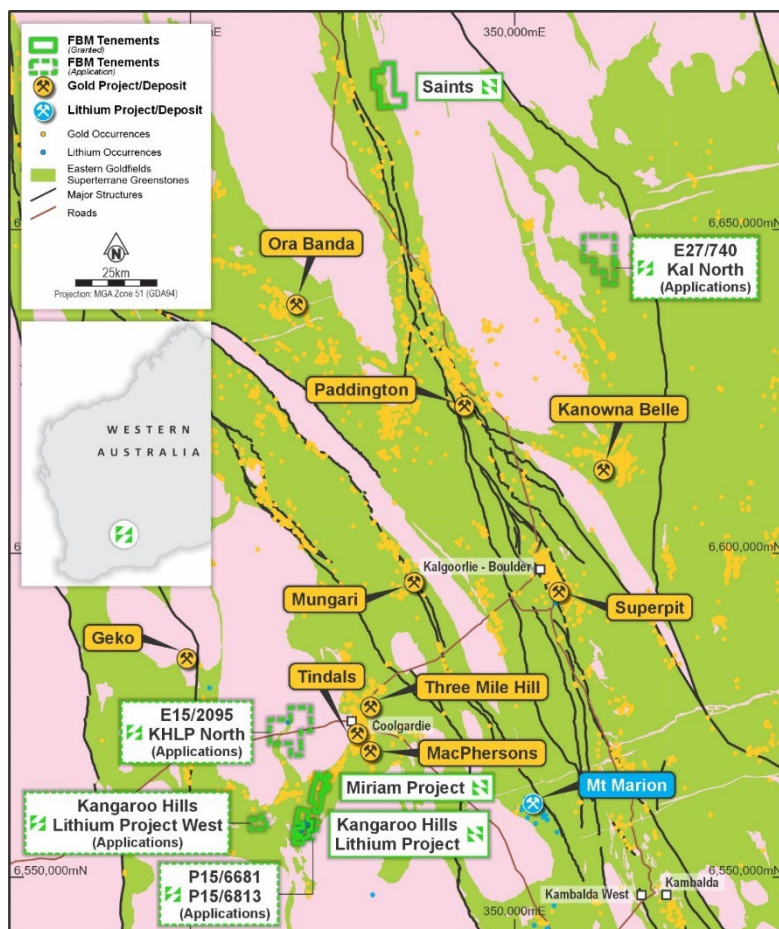 350,000mE
FBM Tenements
(Granted)
FBM Tenements
(Application)
Gold Project/Deposit
Lithium Project/Deposit
Gold Occurrences
Lithium Occurrences
Eastern Goldfields
Superterrane Greenstones
Major Structures
Roads
N
25km
Projection: MGA Zone 51 (GDA94)
Saints
6,650,000mN
Ora Banda
E27/740
Kal North
(Applications)
Paddington
Kanowna Belle
WESTERN
AUSTRALIA
6,600,000mN
Kalgoorlie - Boulder
Mungari
Superpit
Geko
Tindals
Three Mile Hill
E15/2095
KHLP North
(Applications)
Coolgardie
MacPhersons
Miriam Project
Mt Marion
Kangaroo Hills
Lithium Project West
(Applications)
Kangaroo Hills
Lithium Project
P15/6681
P15/6813
(Applications)
6,550,000mN
Kambalda West
Kambalda
350,000mE